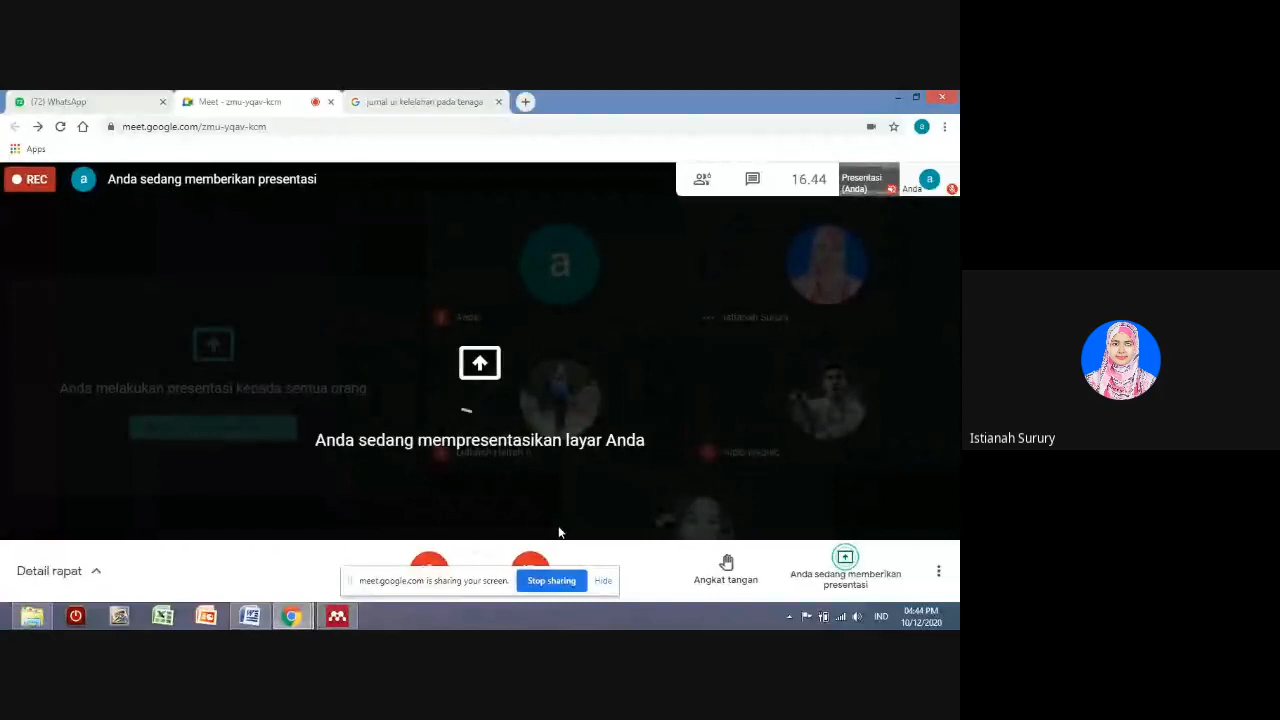 (72) WhatsApp
Meet - zmu-yqav-kcm
jurnal ui kelelahan pada tenaga
meet.google.com/zmu-yqav-kcm
Apps
REC
a
Anda sedang memberikan presentasi
16.44
Presentasi
(Anda)
Anda
a
a
Istianah Surury
Anda melakukan presentasi kepada semua orang
Anda sedang mempresentasikan layar Anda
Istianah Surury
Detail rapat
meet.google.com is sharing your screen.
Stop sharing
Hide
Angkat tangan
Anda sedang memberikan
presentasi
IND
04:44 PM
10/12/2020